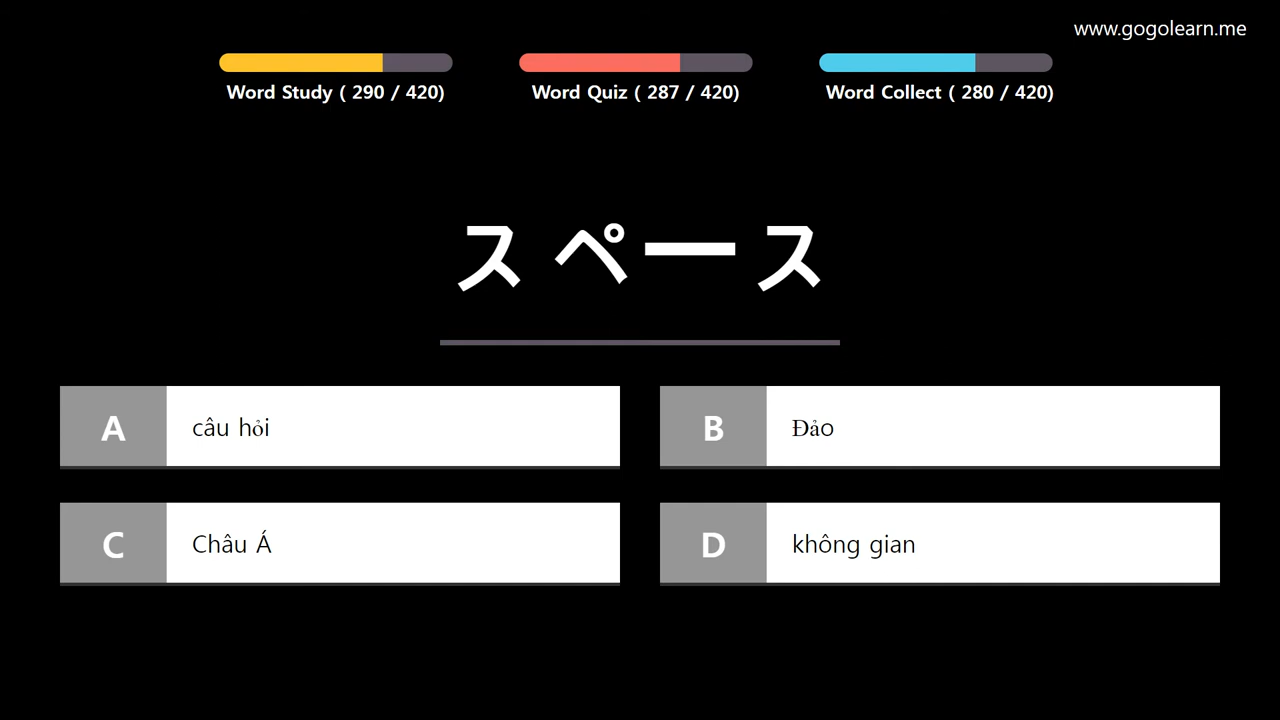 www.gogolearn.me
Word Study ( 290 / 420)
Word Quiz ( 287 / 420)
Word Collect ( 280 / 420)
スペース
A câu hỏi
B Đảo
C Châu Á
D không gian